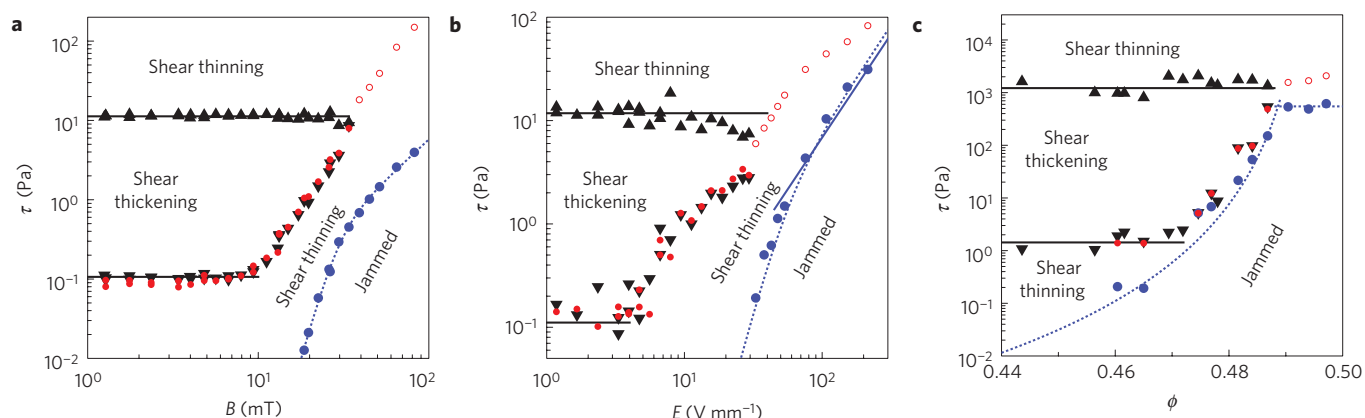 a
10²
10¹
10⁰
10⁻¹
10⁻²
τ (Pa)
Shear thinning
Shear
thickening
Shear thinning
Jammed
10⁰
10¹
10²
B (mT)
b
10²
10¹
10⁰
10⁻¹
τ (Pa)
Shear thinning
Shear
thickening
Shear thinning
Jammed
10⁰
10¹
10²
E (V mm⁻¹)
c
10⁴
10³
10²
10¹
10⁰
10⁻¹
10⁻²
τ (Pa)
Shear thinning
Shear
thickening
Shear
thinning
Jammed
0.44
0.46
0.48
0.50
ϕ